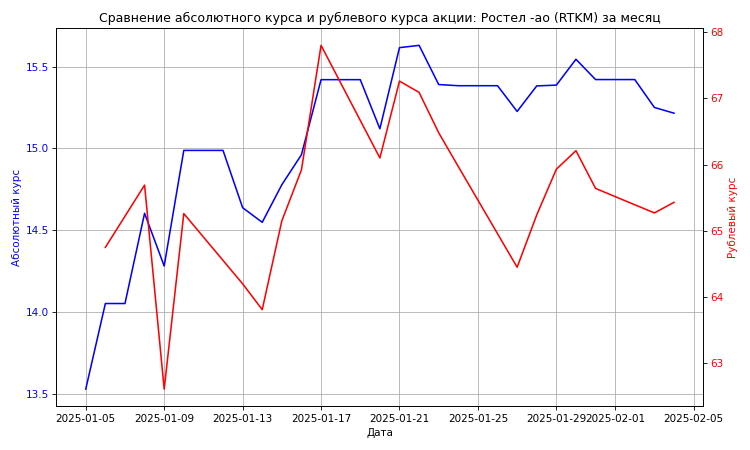 Сравнение абсолютного курса и рублевого курса акции: Ростел -ао (RTKM) за месяц
68
15.5
67
15.0
66
Абсолютный курс
Рублевый курс
14.5
65
14.0
64
63
13.5
2025-01-05 2025-01-09 2025-01-13 2025-01-17 2025-01-21 2025-01-25 2025-01-29 2025-02-01 2025-02-05
Дата